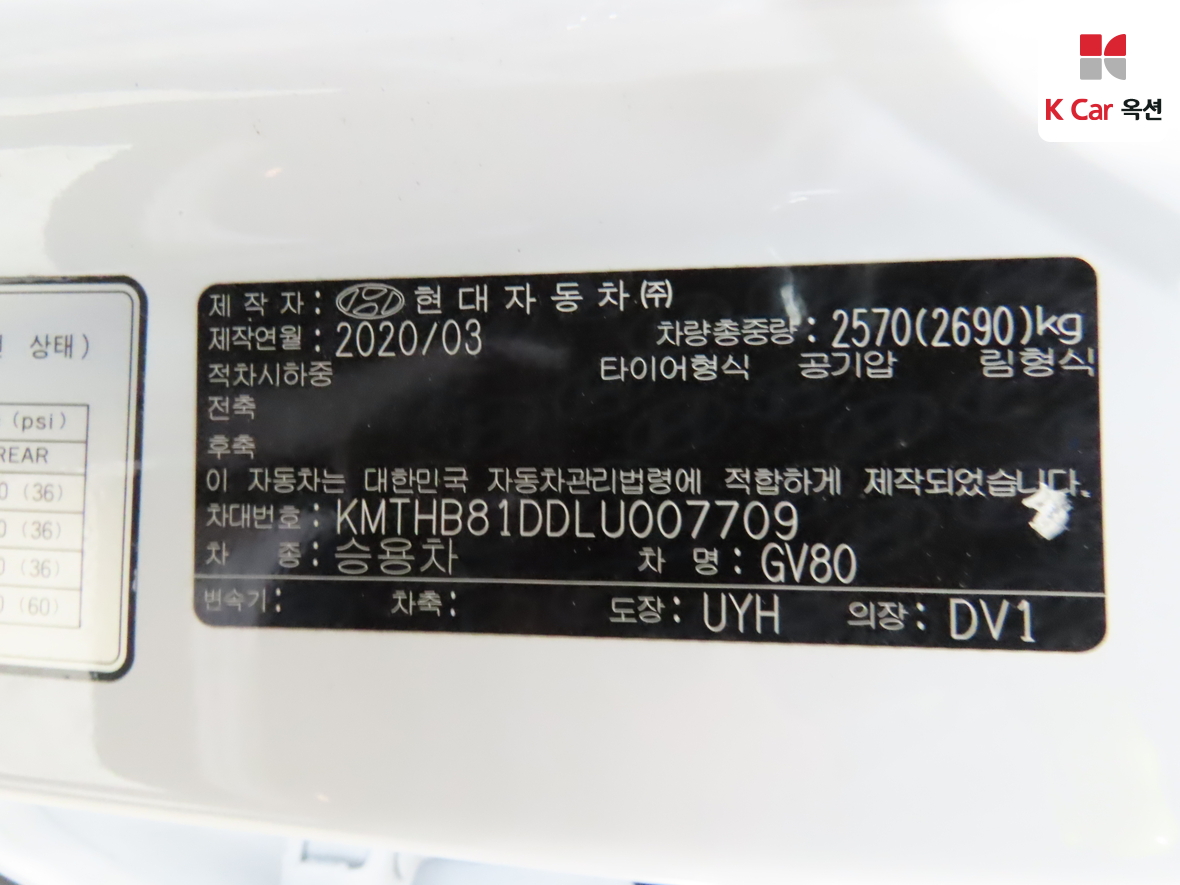 K Car 옥션
제 작 자 : 현 대 자 동 차 ㈜
제작연월 : 2020/03 차량총중량 : 2570(2690)kg
적차시하중 타이어형식 공기압 림형식
전축
후축
이 자동차는 대한민국 자동차관리법령에 적합하게 제작되었습니다.
차대번호 : KMTHB81DDLU007709
차 종 : 승용차 차 명 : GV80
변속기 : 차축 : 도장 : UYH 의장 : DV1
상태)
(psi)
REAR
(36)
(36)
(36)
(60)